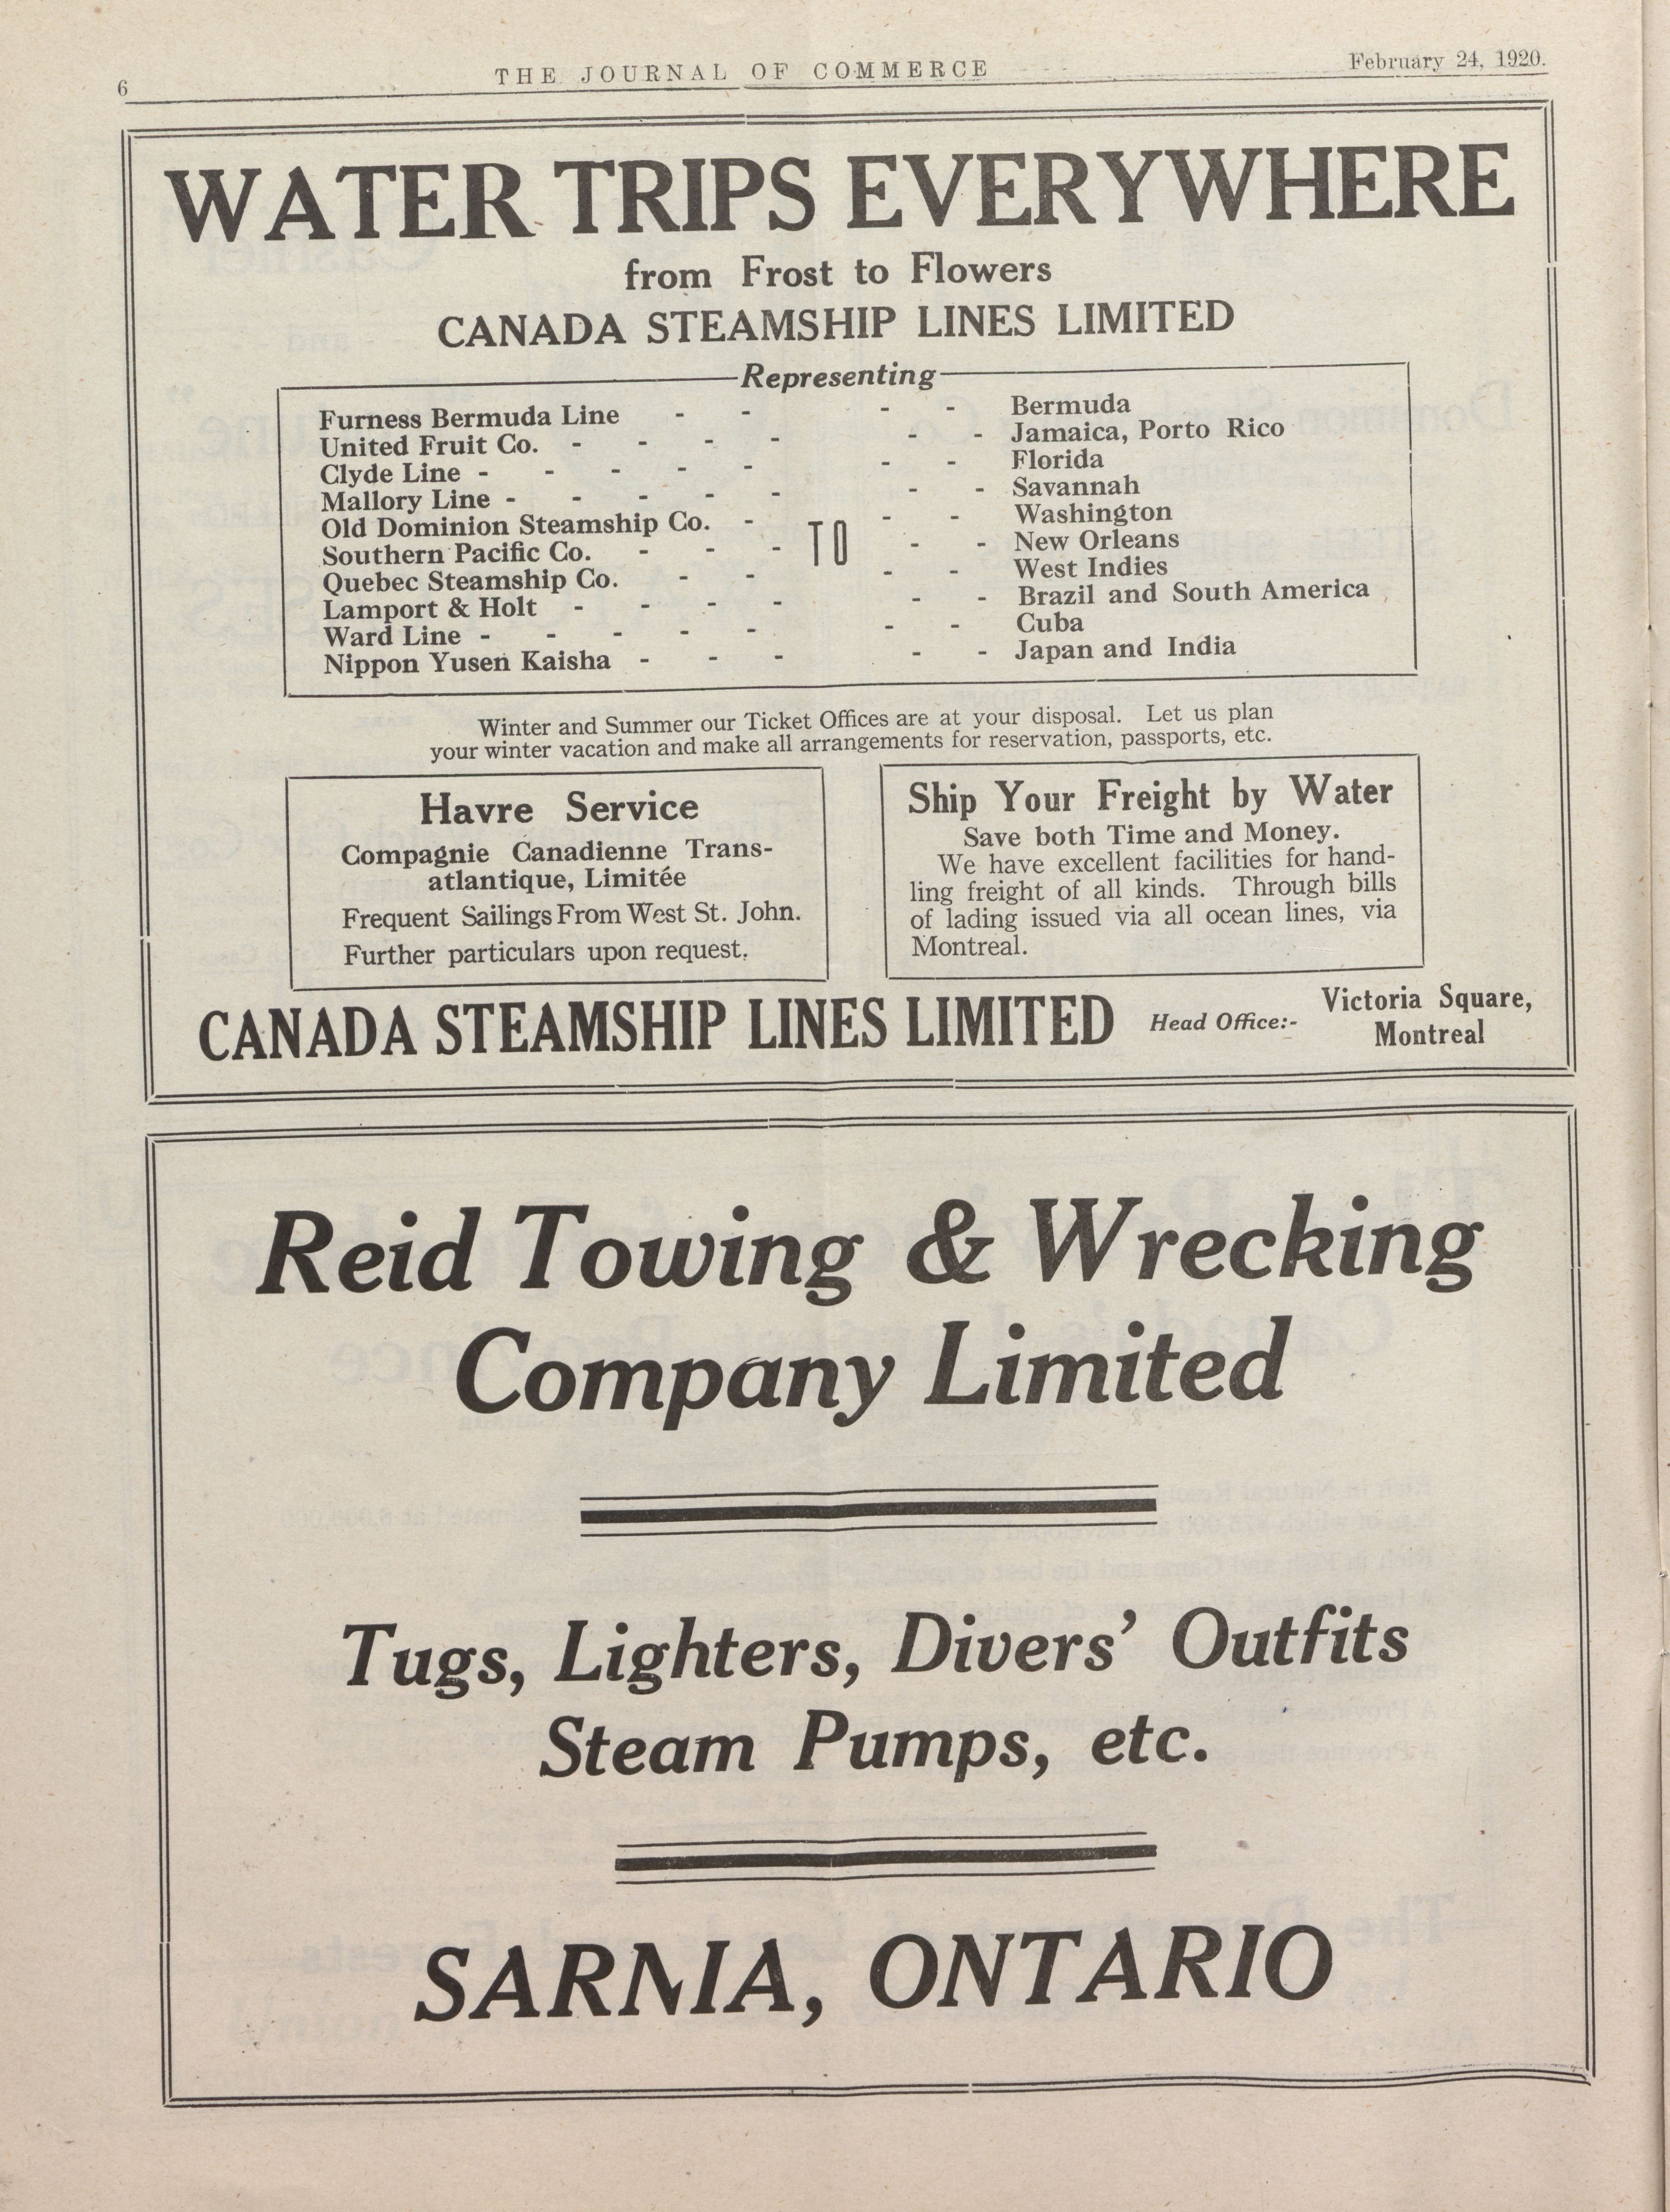 6
THE JOURNAL OF COMMERCE
February 24, 1920.
WATER TRIPS EVERYWHERE
from Frost to Flowers
CANADA STEAMSHIP LINES LIMITED
Representing
Furness Bermuda Line - - - - Bermuda
United Fruit Co. - - - - - - Jamaica, Porto Rico
Clyde Line - - - - - - - Florida
Mallory Line - - - - - - - Savannah
Old Dominion Steamship Co. - - - Washington
TO
Southern Pacific Co. - - - - - New Orleans
Quebec Steamship Co. - - - - West Indies
Lamport & Holt - - - - - - Brazil and South America
Ward Line - - - - - - - Cuba
Nippon Yusen Kaisha - - - - - Japan and India
Winter and Summer our Ticket Offices are at your disposal. Let us plan
your winter vacation and make all arrangements for reservation, passports, etc.
Havre Service
Compagnie Canadienne Trans-
atlantique, Limitée
Frequent Sailings From West St. John.
Further particulars upon request.
Ship Your Freight by Water
Save both Time and Money.
We have excellent facilities for hand-
ling freight of all kinds. Through bills
of lading issued via all ocean lines, via
Montreal.
CANADA STEAMSHIP LINES LIMITED
Head Office:-
Victoria Square,
Montreal
Reid Towing & Wrecking
Company Limited
Tugs, Lighters, Divers' Outfits
Steam Pumps, etc.
SARNIA, ONTARIO